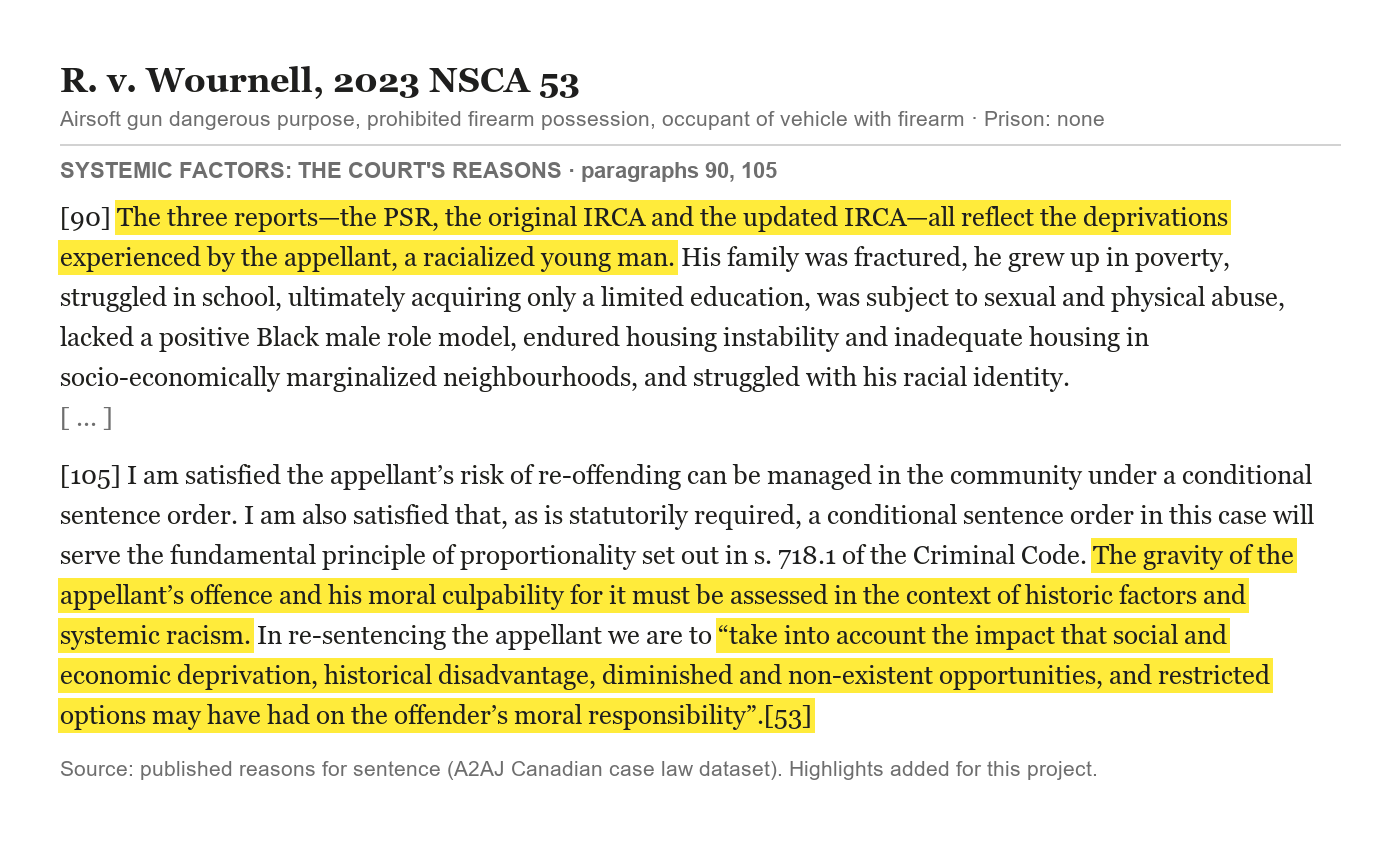 R. v. Wournell, 2023 NSCA 53
Airsoft gun dangerous purpose, prohibited firearm possession, occupant of vehicle with firearm · Prison: none
SYSTEMIC FACTORS: THE COURT'S REASONS · paragraphs 90, 105
[90] The three reports—the PSR, the original IRCA and the updated IRCA—all reflect the deprivations
experienced by the appellant, a racialized young man. His family was fractured, he grew up in poverty,
struggled in school, ultimately acquiring only a limited education, was subject to sexual and physical abuse,
lacked a positive Black male role model, endured housing instability and inadequate housing in
socio-economically marginalized neighbourhoods, and struggled with his racial identity.
[ ... ]
[105] I am satisfied the appellant’s risk of re-offending can be managed in the community under a conditional
sentence order. I am also satisfied that, as is statutorily required, a conditional sentence order in this case will
serve the fundamental principle of proportionality set out in s. 718.1 of the Criminal Code. The gravity of the
appellant’s offence and his moral culpability for it must be assessed in the context of historic factors and
systemic racism. In re-sentencing the appellant we are to “take into account the impact that social and
economic deprivation, historical disadvantage, diminished and non-existent opportunities, and restricted
options may have had on the offender’s moral responsibility”.[53]
Source: published reasons for sentence (A2AJ Canadian case law dataset). Highlights added for this project.